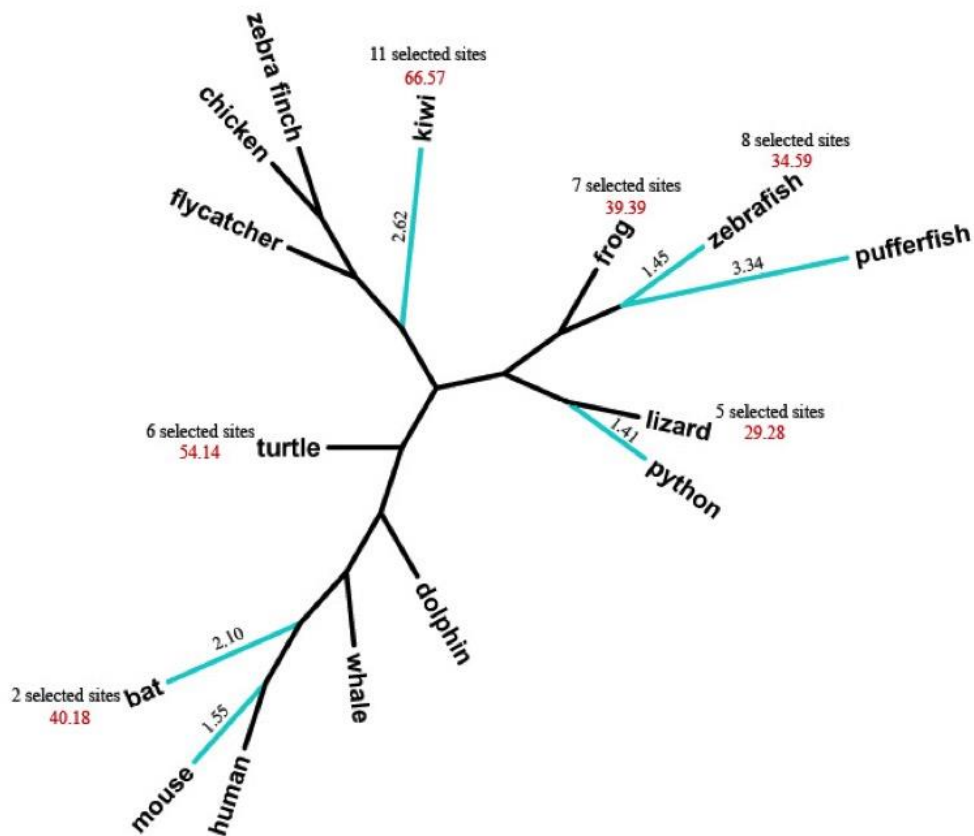 zebra finch
11 selected sites
66.57
kiwi
chicken
flycatcher
2.62
8 selected sites
34.59
zebrafish
7 selected sites
39.39
frog
1.45
3.34
pufferfish
6 selected sites
54.14
turtle
lizard
5 selected sites
29.28
1.41
python
dolphin
whale
2.10
2 selected sites
40.18
bat
1.55
mouse
human